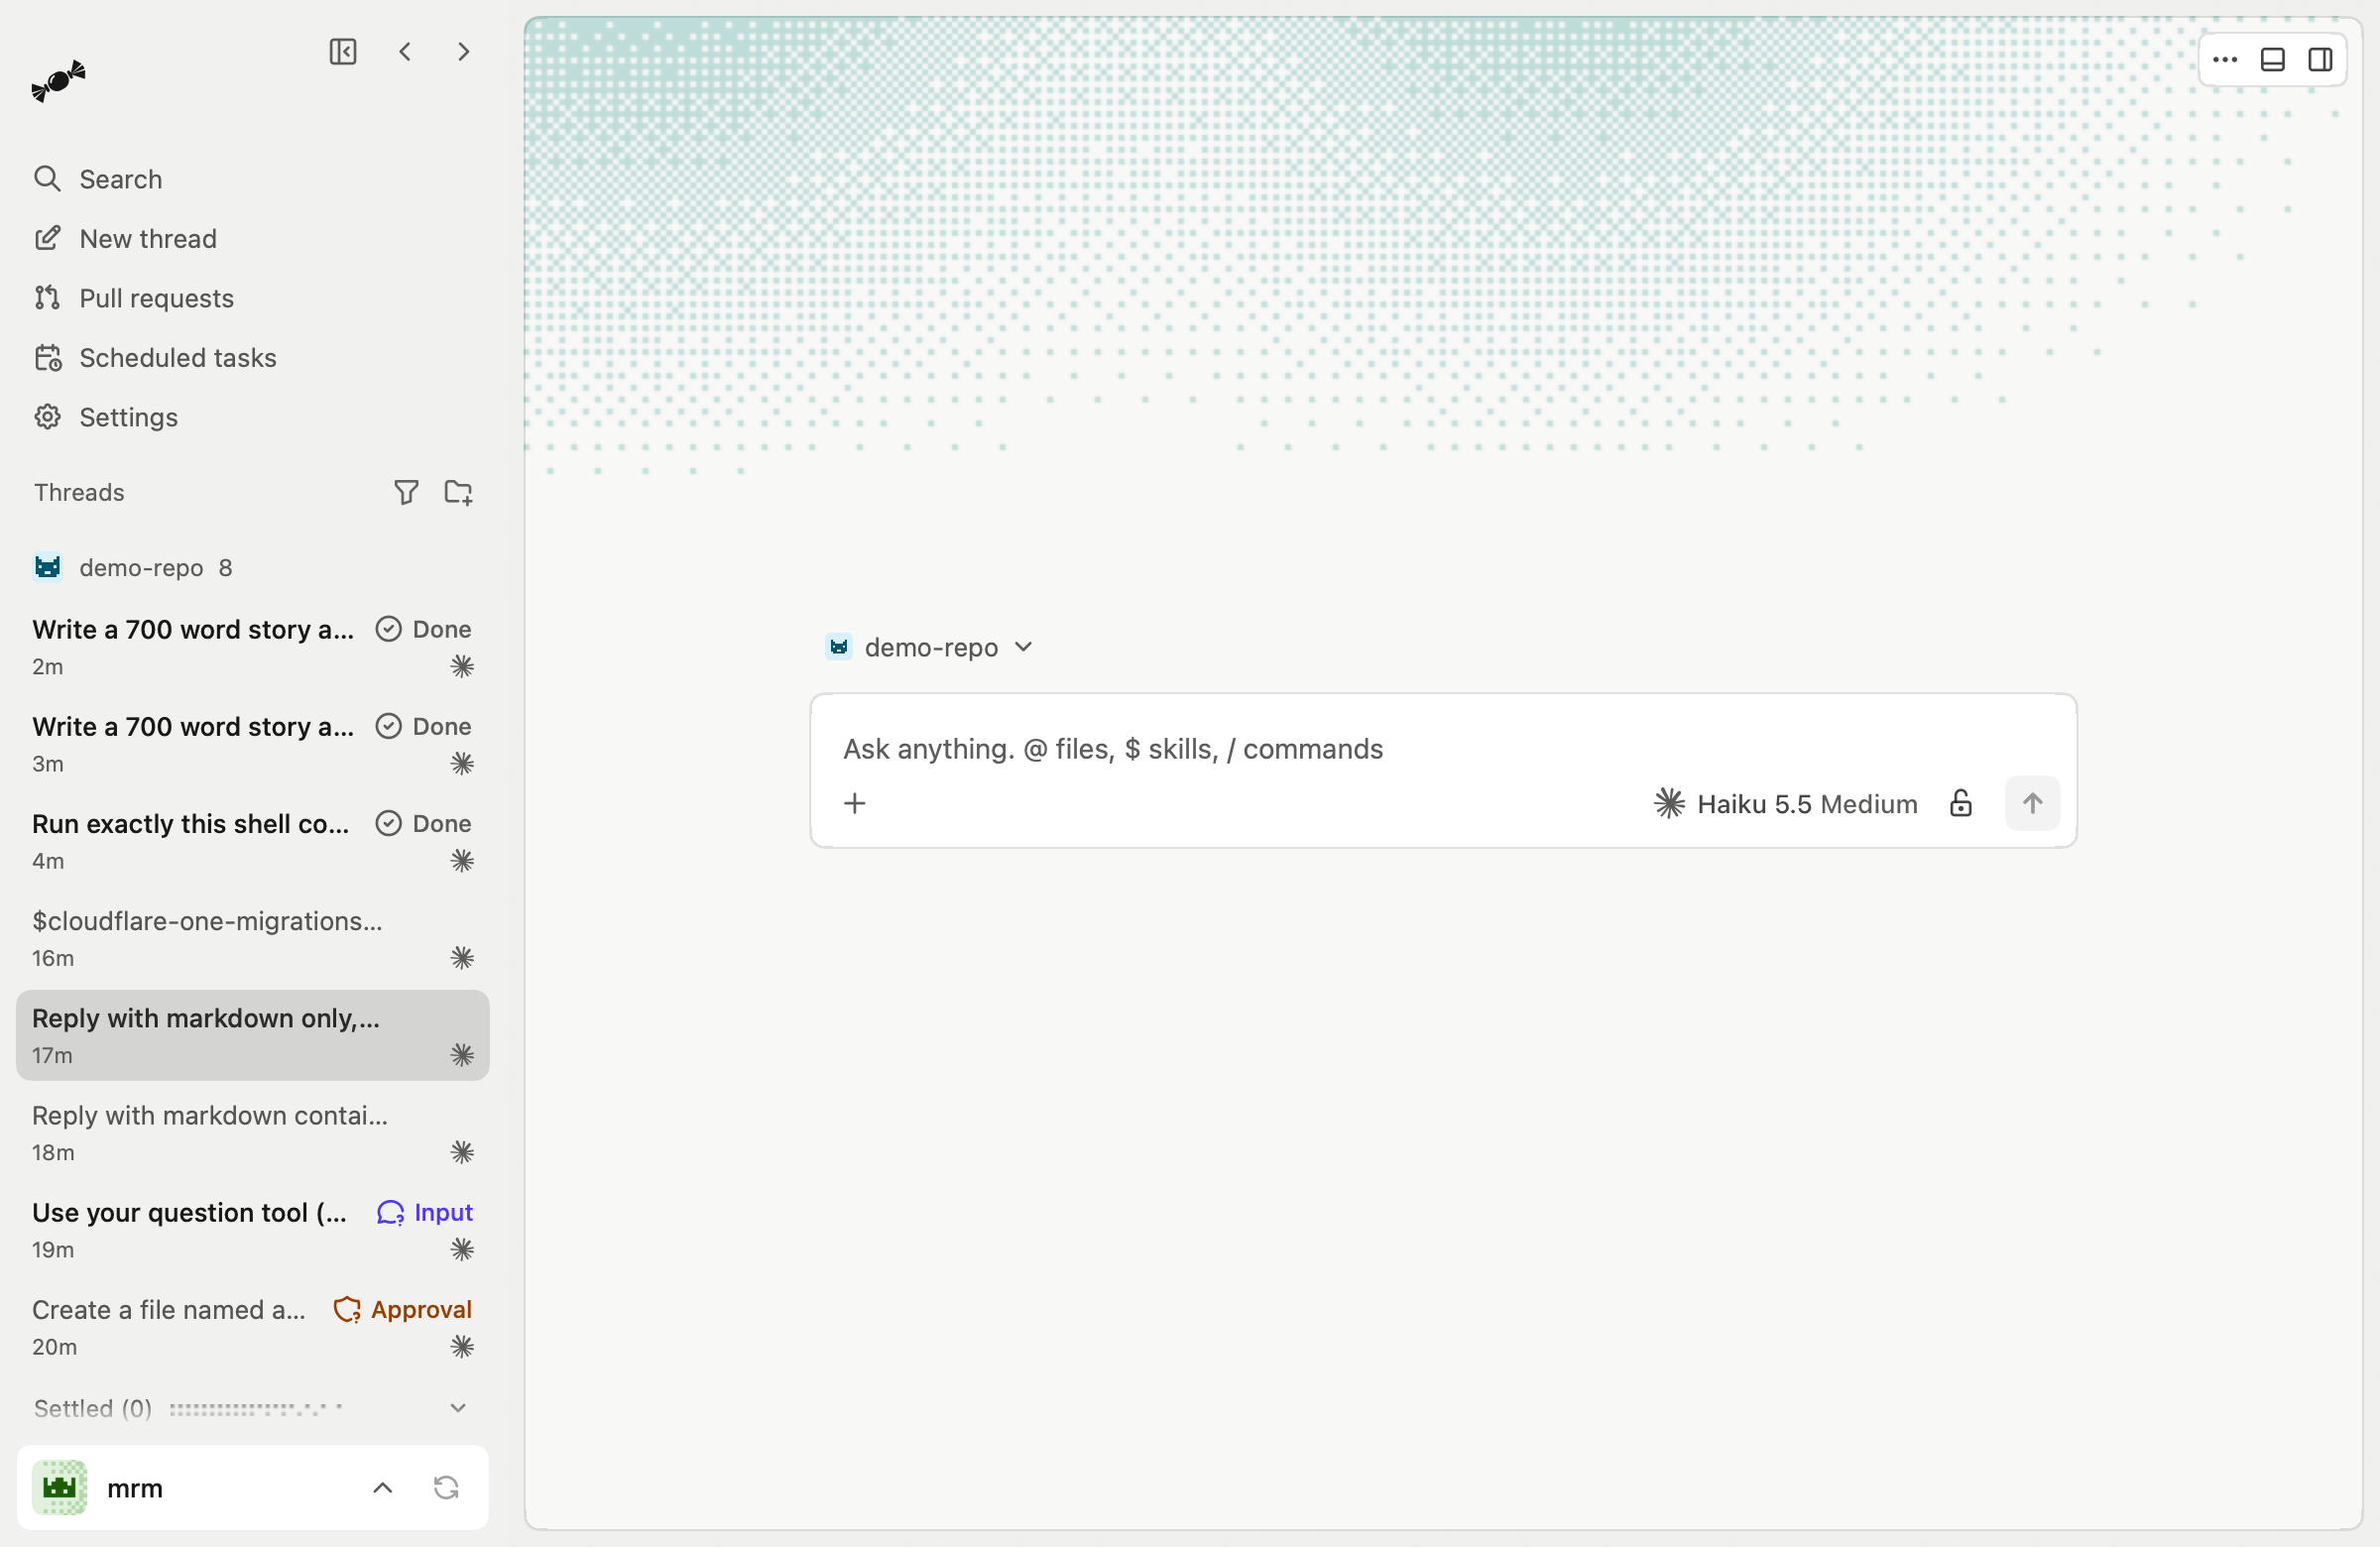 Search
New thread
Pull requests
Scheduled tasks
Settings
Threads
demo-repo 8
Write a 700 word story a... Done
2m
Write a 700 word story a... Done
3m
Run exactly this shell co... Done
4m
$cloudflare-one-migrations...
16m
Reply with markdown only,...
17m
Reply with markdown contai...
18m
Use your question tool (... Input
19m
Create a file named a... Approval
20m
Settled (0)
mrm
demo-repo
Ask anything. @ files, $ skills, / commands
Haiku 5.5 Medium